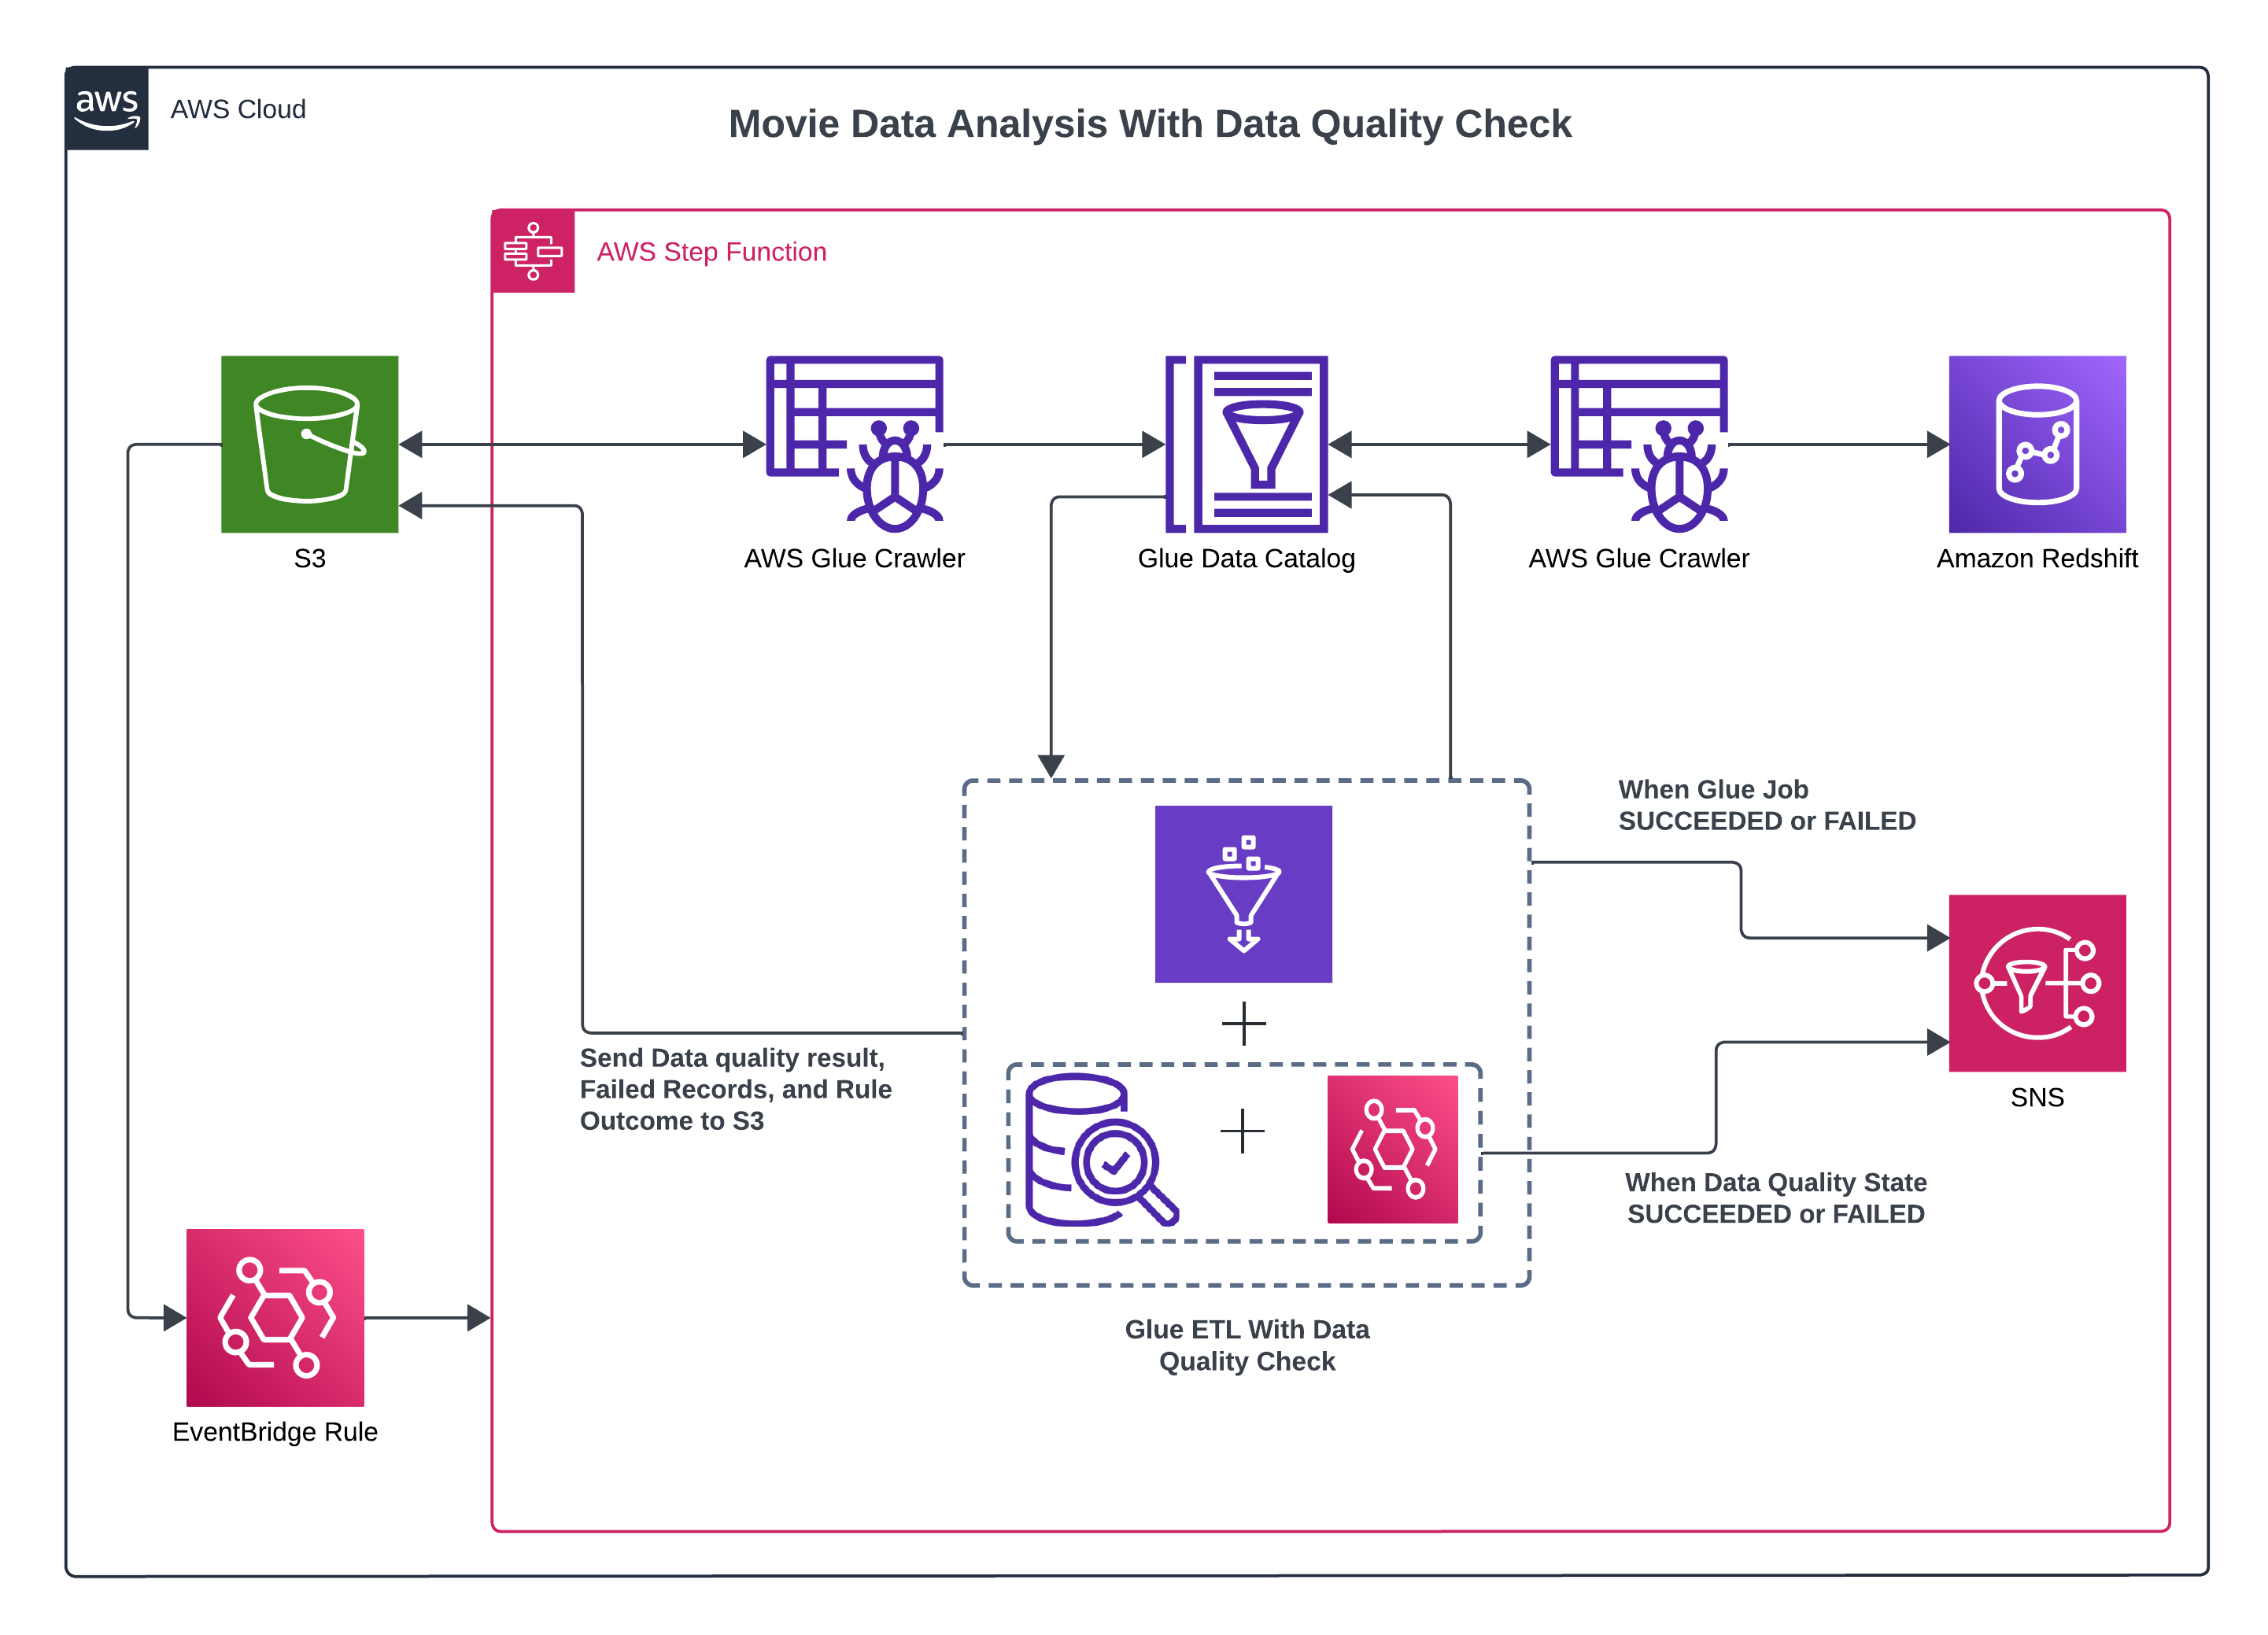 aws
AWS Cloud
Movie Data Analysis With Data Quality Check
AWS Step Function
S3
AWS Glue Crawler
Glue Data Catalog
AWS Glue Crawler
Amazon Redshift
When Glue Job
SUCCEEDED or FAILED
Send Data quality result,
Failed Records, and Rule
Outcome to S3
SNS
When Data Quality State
SUCCEEDED or FAILED
Glue ETL With Data
Quality Check
EventBridge Rule